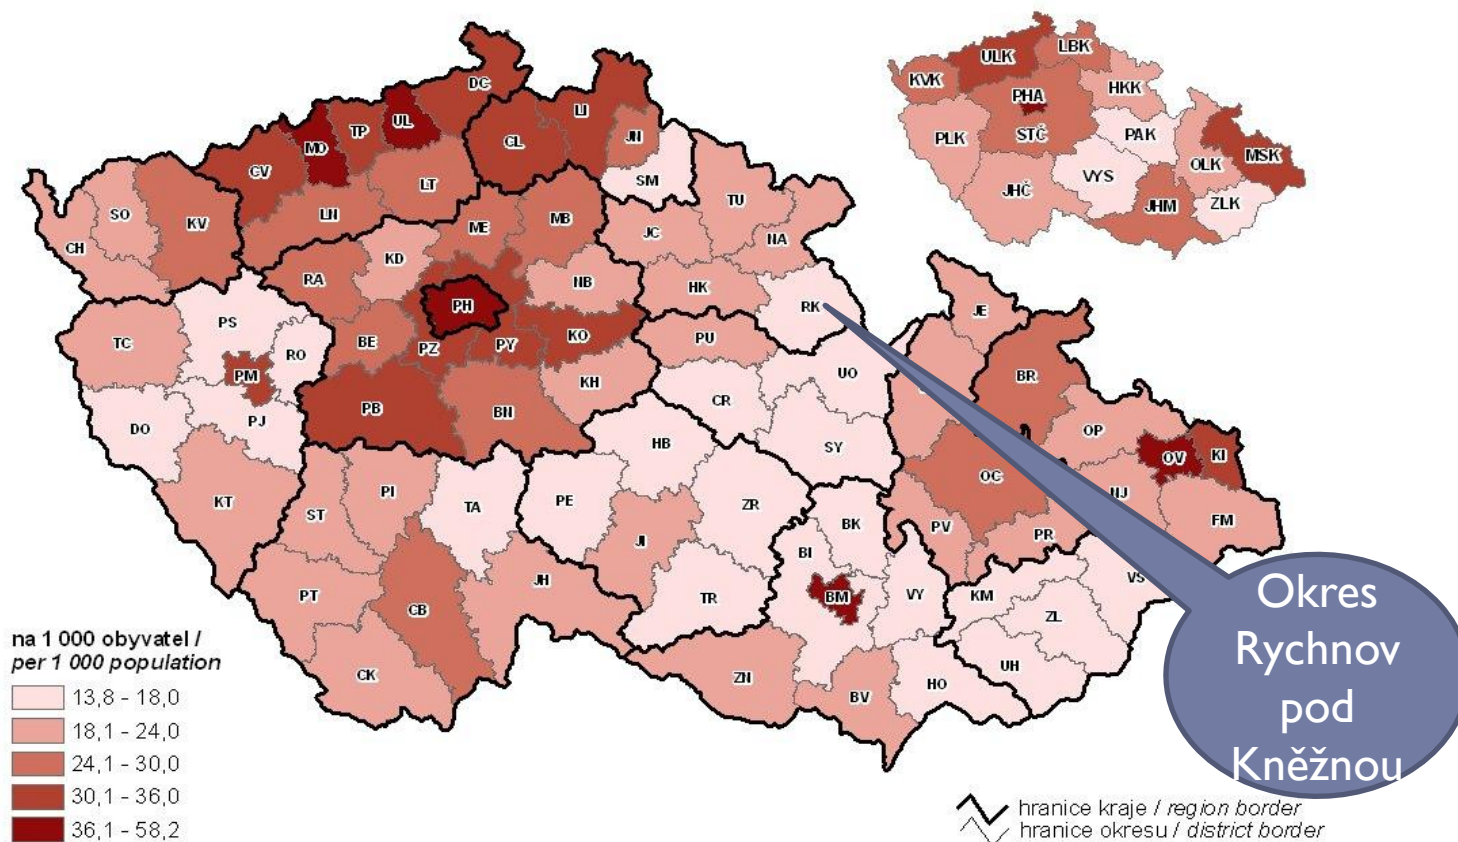 DC
LI
UL
TP
MO
CL
JN
CV
LT
SM
SO
KV
LN
MB
TU
ME
CH
JC
NA
KD
RA
NB
HK
PH
RK
PS
KO
PU
TC
RO
BE
PZ
PY
UO
PM
KH
CR
PB
BN
DO
PJ
HB
SY
KT
ST
PI
TA
PE
ZR
JI
BK
BI
PT
CB
JH
TR
BM
VY
CK
ZN
BV
HO
JE
BR
OP
OV
KI
OC
NJ
FM
PV
PR
VS
KM
ZL
UH
ULK
LBK
KVK
HKK
PHA
STČ
PAK
PLK
OLK
MSK
VYS
JHČ
JHM
ZLK
Okres
Rychnov
pod
Kněžnou
na 1 000 obyvatel /
per 1 000 population
13,8 - 18,0
18,1 - 24,0
24,1 - 30,0
30,1 - 36,0
36,1 - 58,2
hranice kraje / region border
hranice okresu / district border